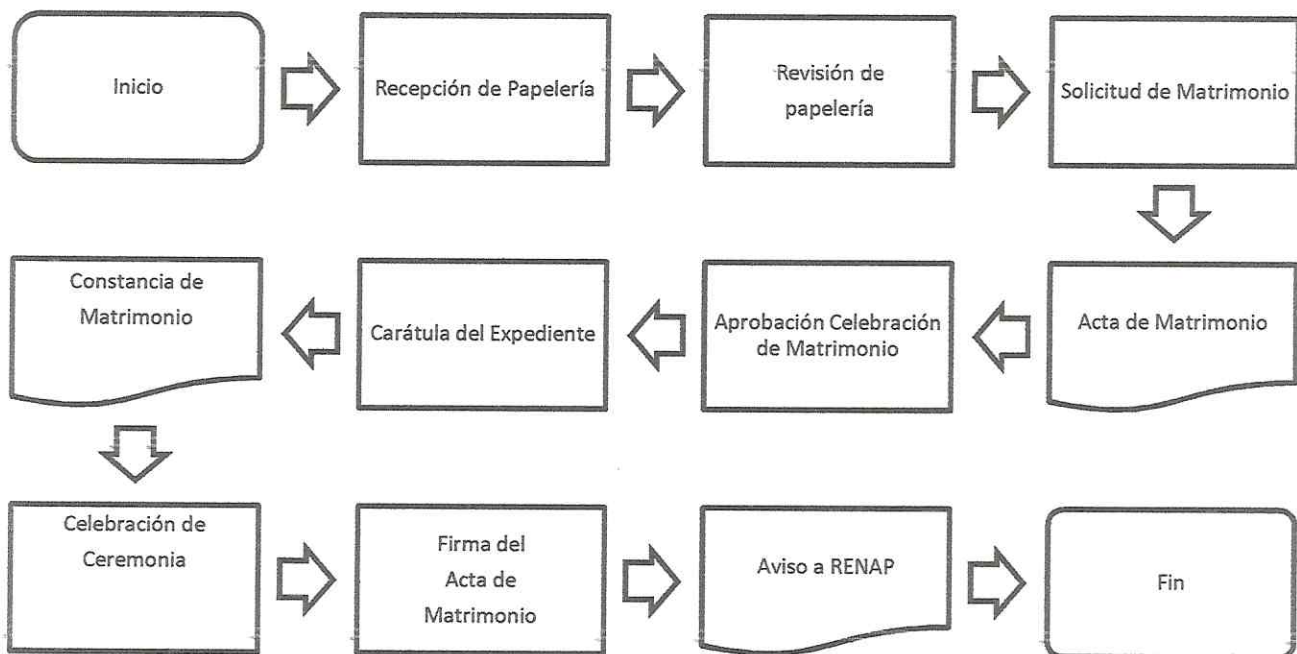 Inicio
Recepción de Papelería
Revisión de
papelería
Solicitud de Matrimonio
Acta de Matrimonio
Aprobación Celebración
de Matrimonio
Carátula del Expediente
Constancia de
Matrimonio
Celebración de
Ceremonia
Firma del
Acta de
Matrimonio
Aviso a RENAP
Fin